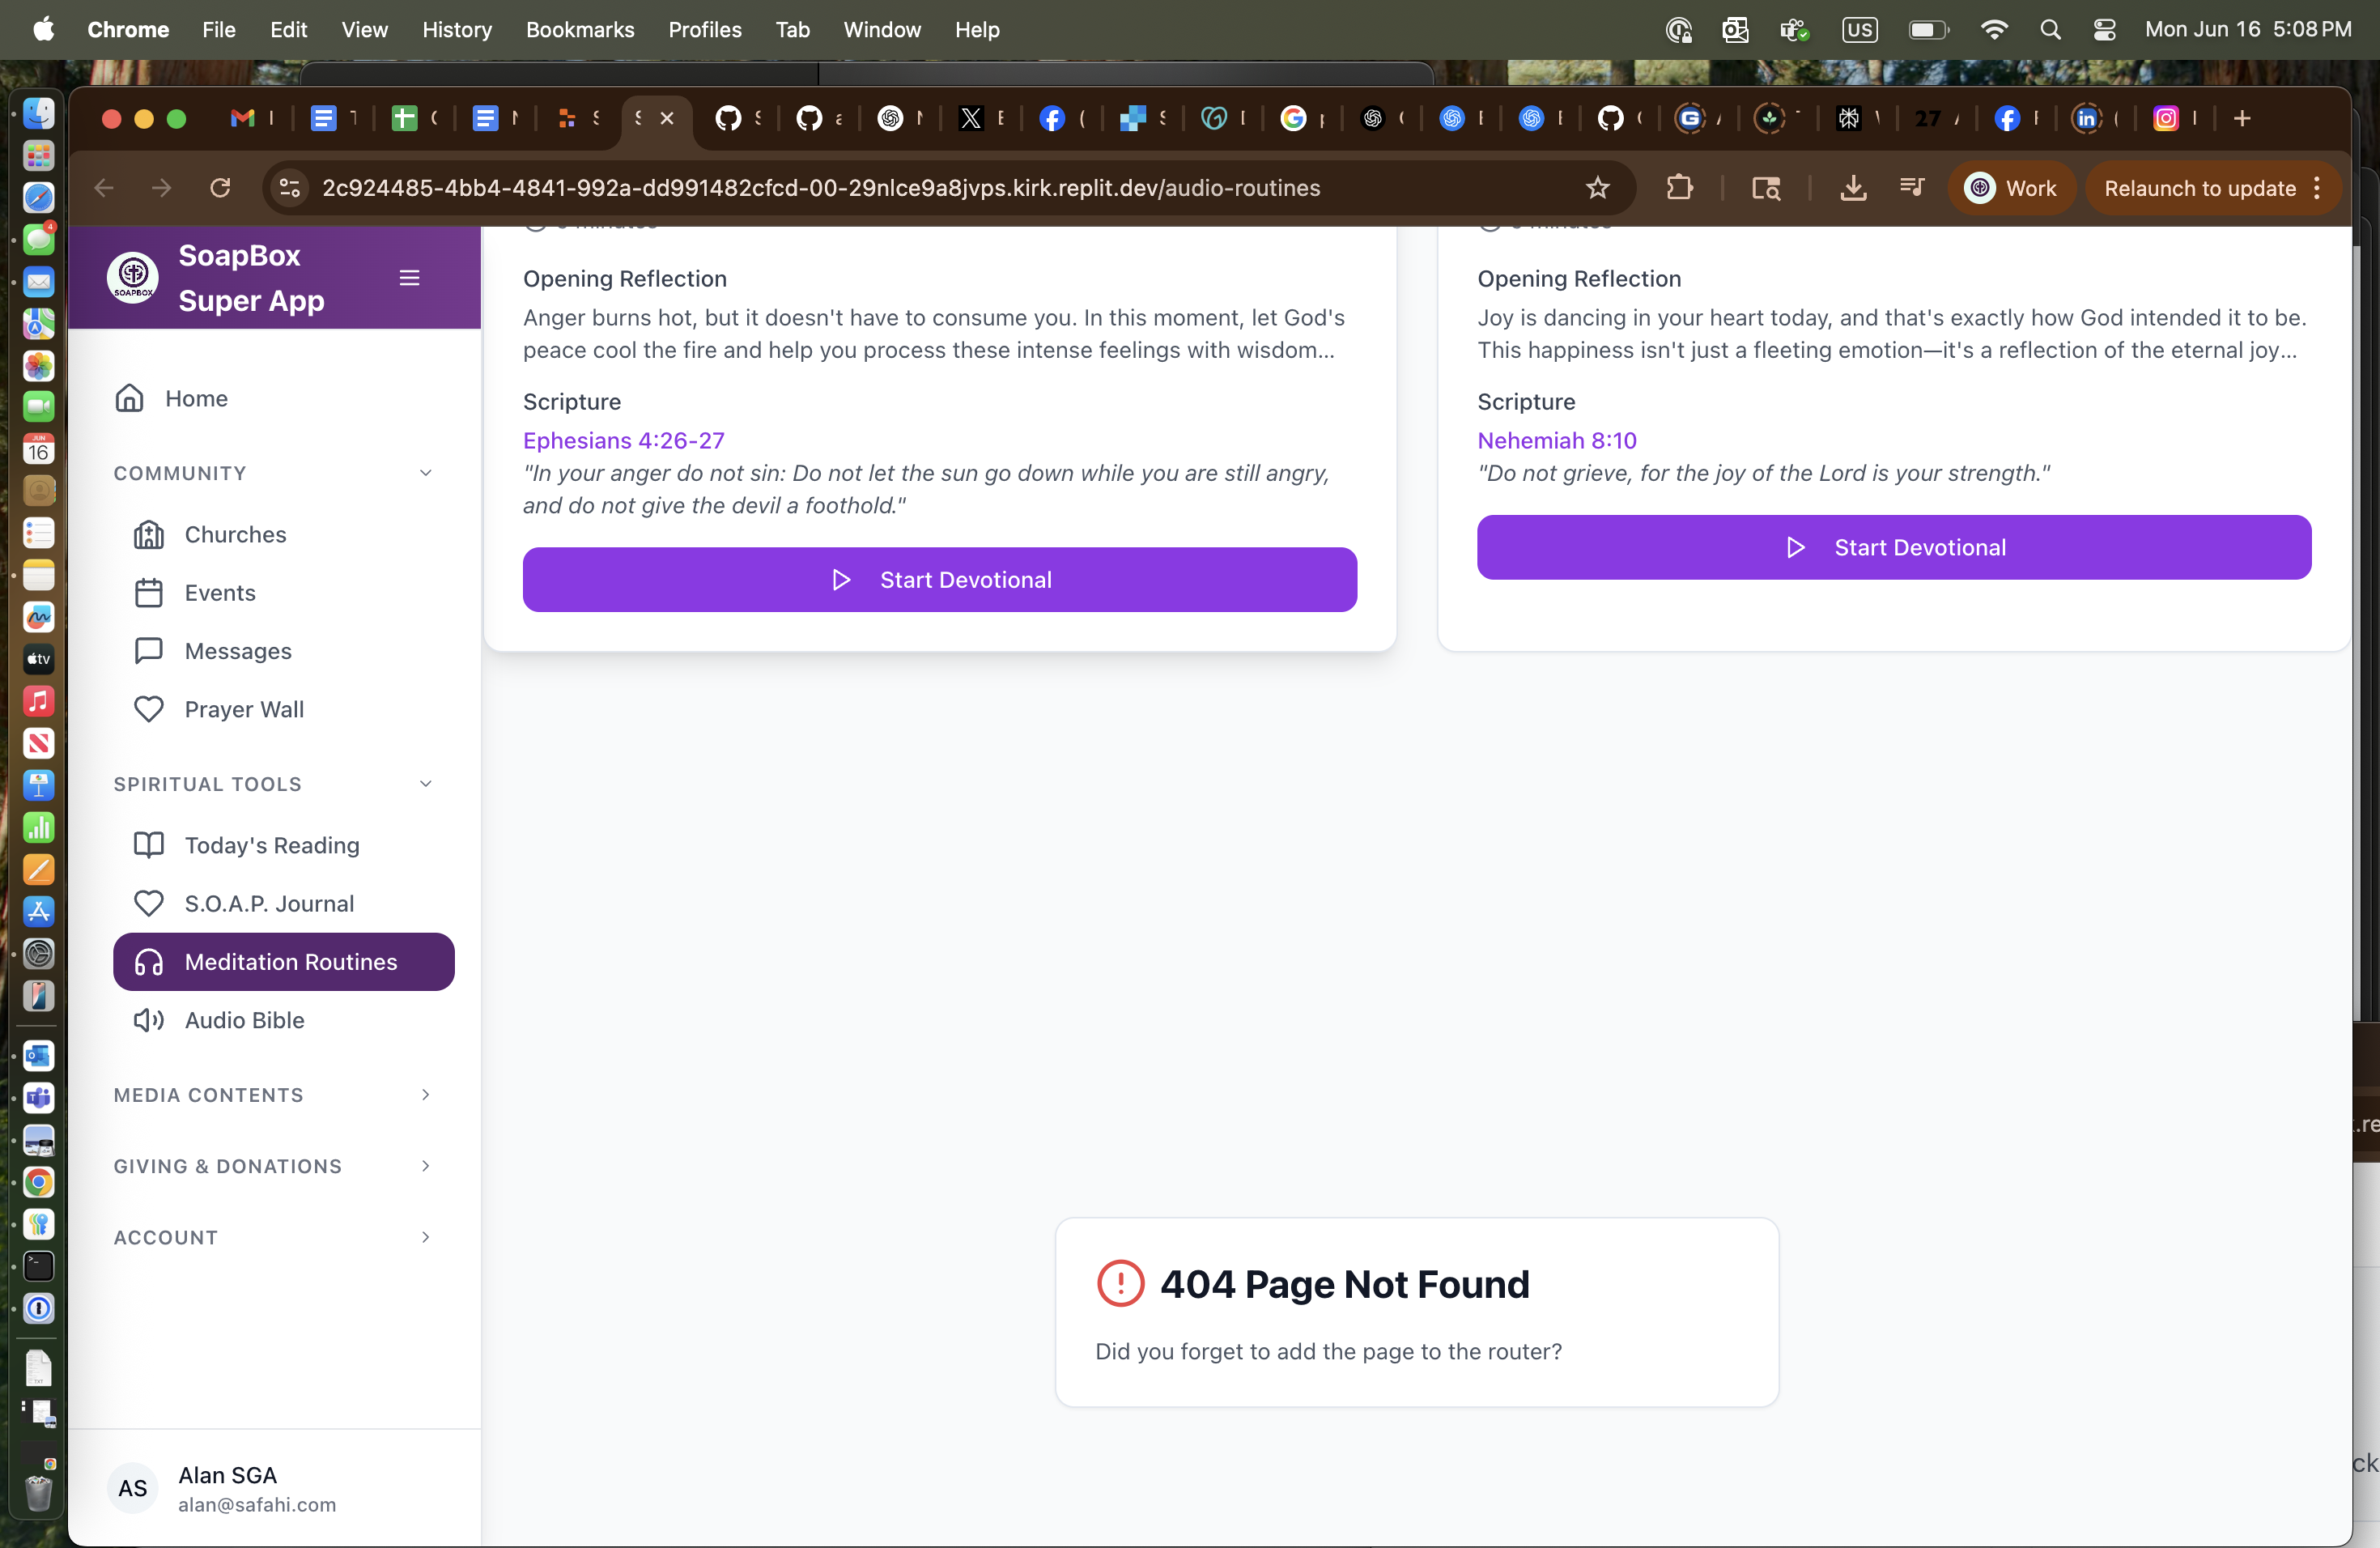 Chrome File Edit View History Bookmarks Profiles Tab Window Help US Mon Jun 16 5:08 PM
2c924485-4bb4-4841-992a-dd991482cfcd-00-29nlce9a8jvps.kirk.replit.dev/audio-routines Work Relaunch to update
SoapBox
Super App
SOAPBOX
Home
COMMUNITY
Churches
Events
Messages
Prayer Wall
SPIRITUAL TOOLS
Today's Reading
S.O.A.P. Journal
Meditation Routines
Audio Bible
MEDIA CONTENTS
GIVING & DONATIONS
ACCOUNT
AS
Alan SGA
alan@safahi.com
Opening Reflection
Anger burns hot, but it doesn't have to consume you. In this moment, let God's
peace cool the fire and help you process these intense feelings with wisdom...
Scripture
Ephesians 4:26-27
"In your anger do not sin: Do not let the sun go down while you are still angry,
and do not give the devil a foothold."
Start Devotional
Opening Reflection
Joy is dancing in your heart today, and that's exactly how God intended it to be.
This happiness isn't just a fleeting emotion—it's a reflection of the eternal joy...
Scripture
Nehemiah 8:10
"Do not grieve, for the joy of the Lord is your strength."
Start Devotional
404 Page Not Found
Did you forget to add the page to the router?
4
JUN
16
tv
27